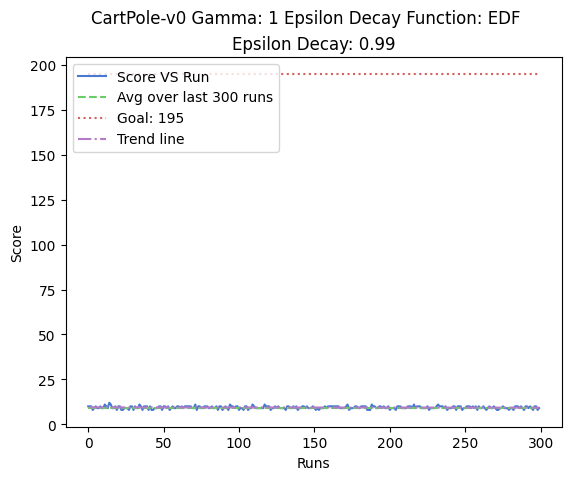 CartPole-v0 Gamma: 1 Epsilon Decay Function: EDF
Epsilon Decay: 0.99
200
175
150
125
100
75
50
25
0
Score
Score VS Run
Avg over last 300 runs
Goal: 195
Trend line
0 50 100 150 200 250 300
Runs